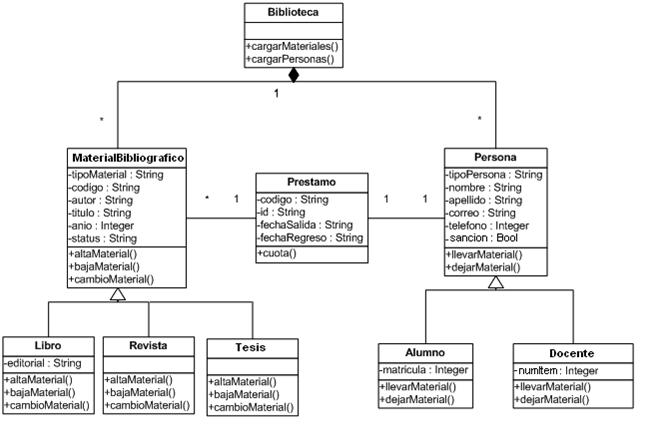 Biblioteca
+cargarMateriales()
+cargarPersonas()
1
*
*
MaterialBibliografico
-tipoMaterial : String
-codigo : String
-autor : String
-titulo : String
-anio : Integer
-status : String
+altaMaterial()
+bajaMaterial()
+cambioMaterial()
*
1
Prestamo
-codigo : String
-id : String
-fechaSalida : String
-fechaRegreso : String
+cuota()
1
1
Persona
-tipoPersona : String
-nombre : String
-apellido : String
-correo : String
-telefono : Integer
-sancion : Bool
+llevarMaterial()
+dejarMaterial()
Libro
-editorial : String
+altaMaterial()
+bajaMaterial()
+cambioMaterial()
Revista
+altaMaterial()
+bajaMaterial()
+cambioMaterial()
Tesis
+altaMaterial()
+bajaMaterial()
+cambioMaterial()
Alumno
-matricula : Integer
+llevarMaterial()
+dejarMaterial()
Docente
-numItem : Integer
+llevarMaterial()
+dejarMaterial()